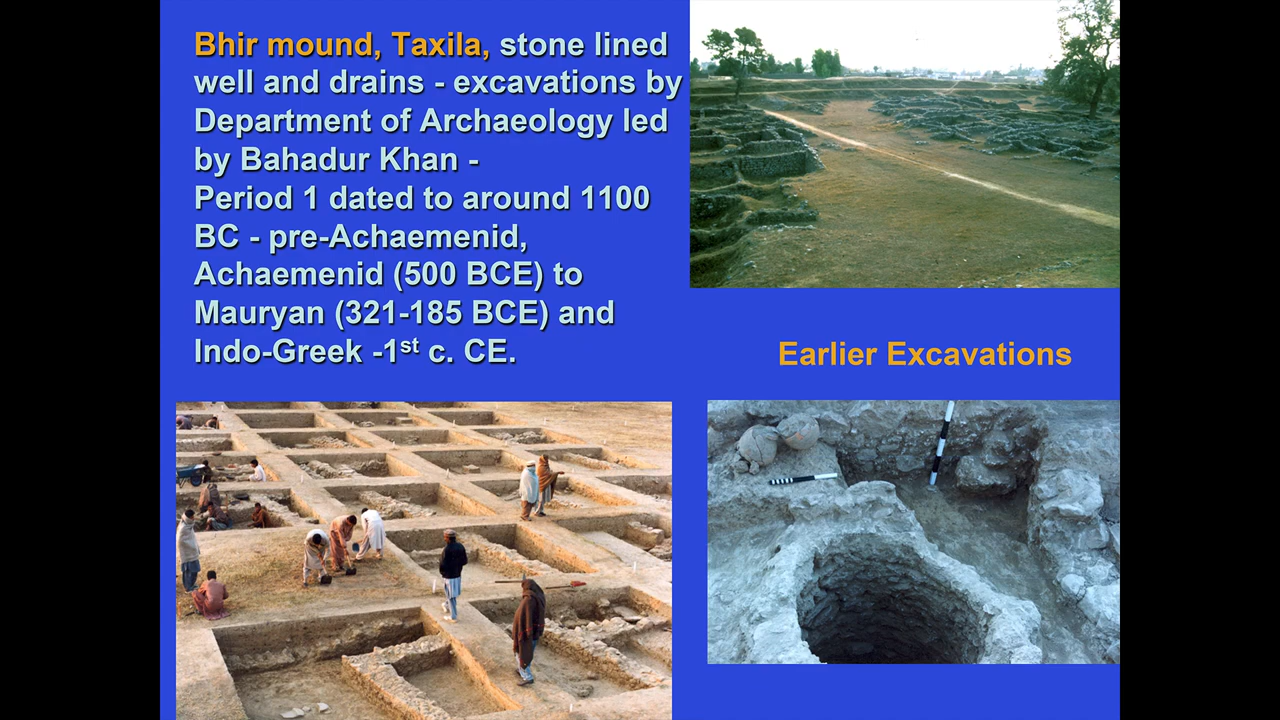 Bhir mound, Taxila, stone lined
well and drains - excavations by
Department of Archaeology led
by Bahadur Khan -
Period 1 dated to around 1100
BC - pre-Achaemenid,
Achaemenid (500 BCE) to
Mauryan (321-185 BCE) and
Indo-Greek -1st c. CE.
Earlier Excavations